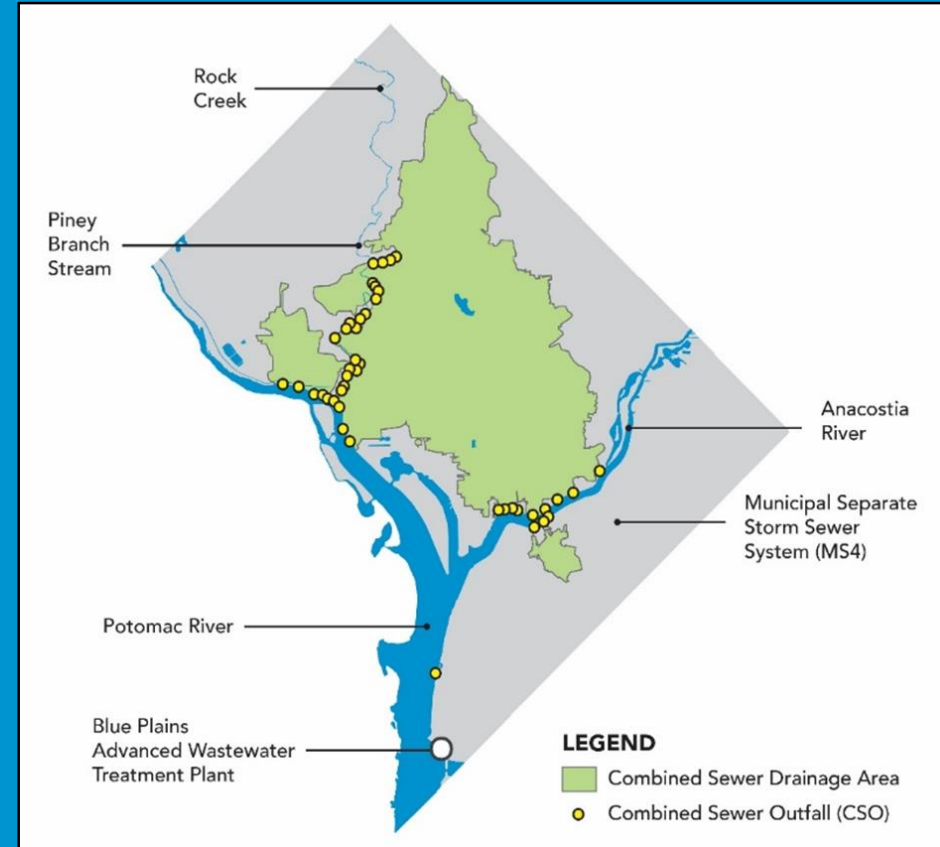 Rock
Creek
Piney
Branch
Stream
Anacostia
River
Municipal Separate
Storm Sewer
System (MS4)
Potomac River
Blue Plains
Advanced Wastewater
Treatment Plant
LEGEND
Combined Sewer Drainage Area
Combined Sewer Outfall (CSO)